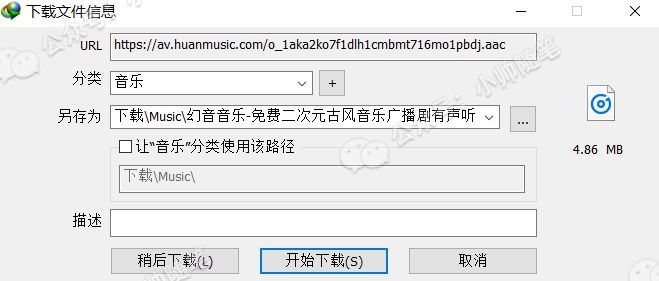 下载文件信息
URL https://av.huanmusic.com/o_1aka2ko7f1dlh1cmbmt716mo1pbdj.aac
分类 音乐 +
另存为 下载\Music\幻音音乐-免费二次元古风音乐广播剧有声听 ...
让“音乐”分类使用该路径
下载\Music\
4.86 MB
描述
稍后下载(L) 开始下载(S) 取消
公众号：小帅随笔